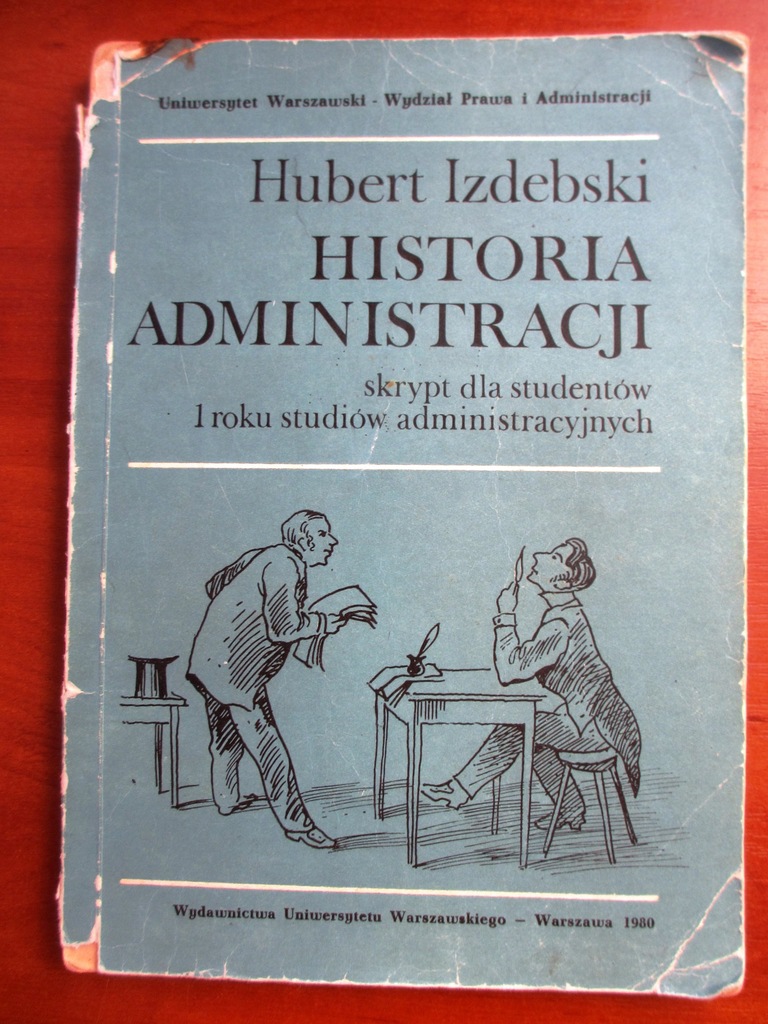 Uniwersytet Warszawski - Wydział Prawa i Administracji
Hubert Izdebski
HISTORIA
ADMINISTRACJI
skrypt dla studentów
1 roku studiów administracyjnych
Wydawnictwa Uniwersytetu Warszawskiego — Warszawa 1980